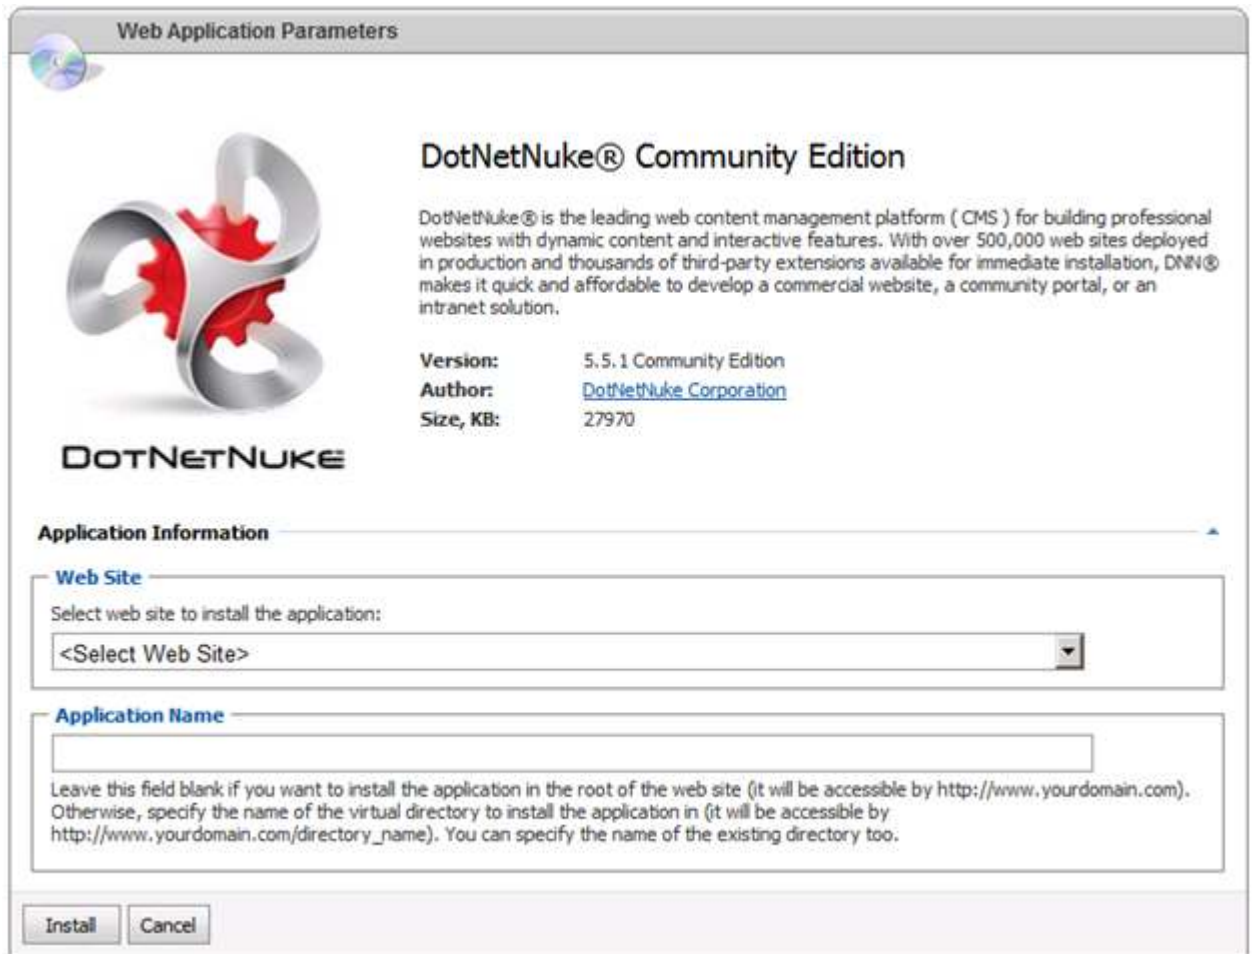 Web Application Parameters
DotNetNuke® Community Edition
DotNetNuke® is the leading web content management platform ( CMS ) for building professional
websites with dynamic content and interactive features. With over 500,000 web sites deployed
in production and thousands of third-party extensions available for immediate installation, DNN®
makes it quick and affordable to develop a commercial website, a community portal, or an
intranet solution.
Version: 5.5.1 Community Edition
Author: DotNetNuke Corporation
Size, KB: 27970
DOTNETNUKE
Application Information
Web Site
Select web site to install the application:
<Select Web Site>
Application Name
Leave this field blank if you want to install the application in the root of the web site (it will be accessible by http://www.yourdomain.com).
Otherwise, specify the name of the virtual directory to install the application in (it will be accessible by
http://www.yourdomain.com/directory_name). You can specify the name of the existing directory too.
Install Cancel